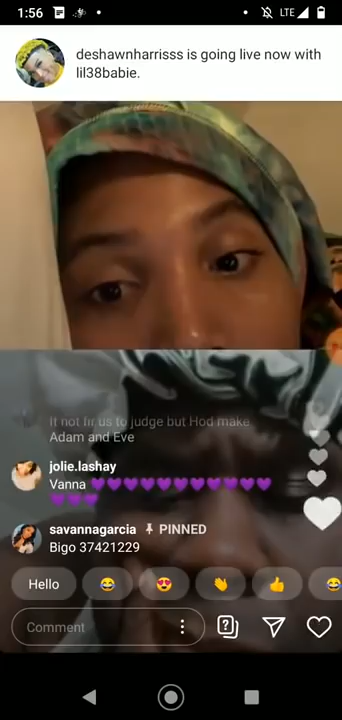 1:56
LTE
deshawnharrisss is going live now with
lil38babie.
It not fir us to judge but Hod make
Adam and Eve
jolie.lashay
Vanna 💜💜💜💜💜💜💜💜💜💜💜
💜💜💜
savannagarcia PINNED
Bigo 37421229
Hello 😂 😍 👏 👍 😂
Comment